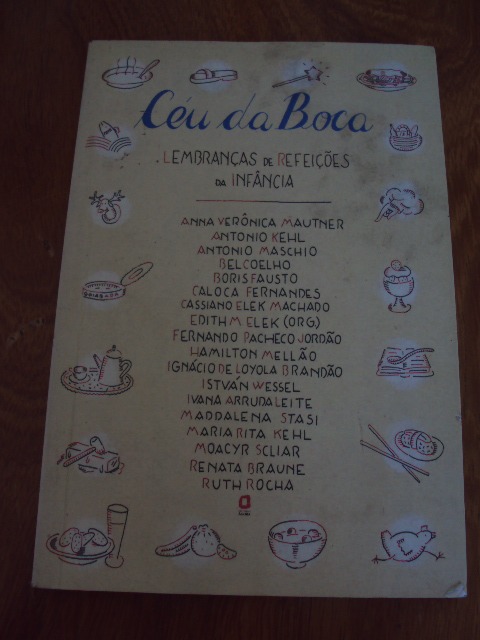 Céu da Boca
LEMBRANÇAS DE REFEIÇÕES
DA INFÂNCIA
ANNA VERÔNICA MAUTNER
ANTONIO KEHL
ANTONIO MASCHIO
BEL COELHO
BORIS FAUSTO
CALOCA FERNANDES
CASSIANO ELEK MACHADO
EDITH M ELEK (ORG)
FERNANDO PACHECO JORDÃO
HAMILTON MELLÃO
IGNÁCIO DE LOYOLA BRANDÃO
ISTVÁN WESSEL
IVANA ARRUDA LEITE
MADDALENA STASI
MARIA RITA KEHL
MOACYR SCLIAR
RENATA BRAUNE
RUTH ROCHA
GOIABADA